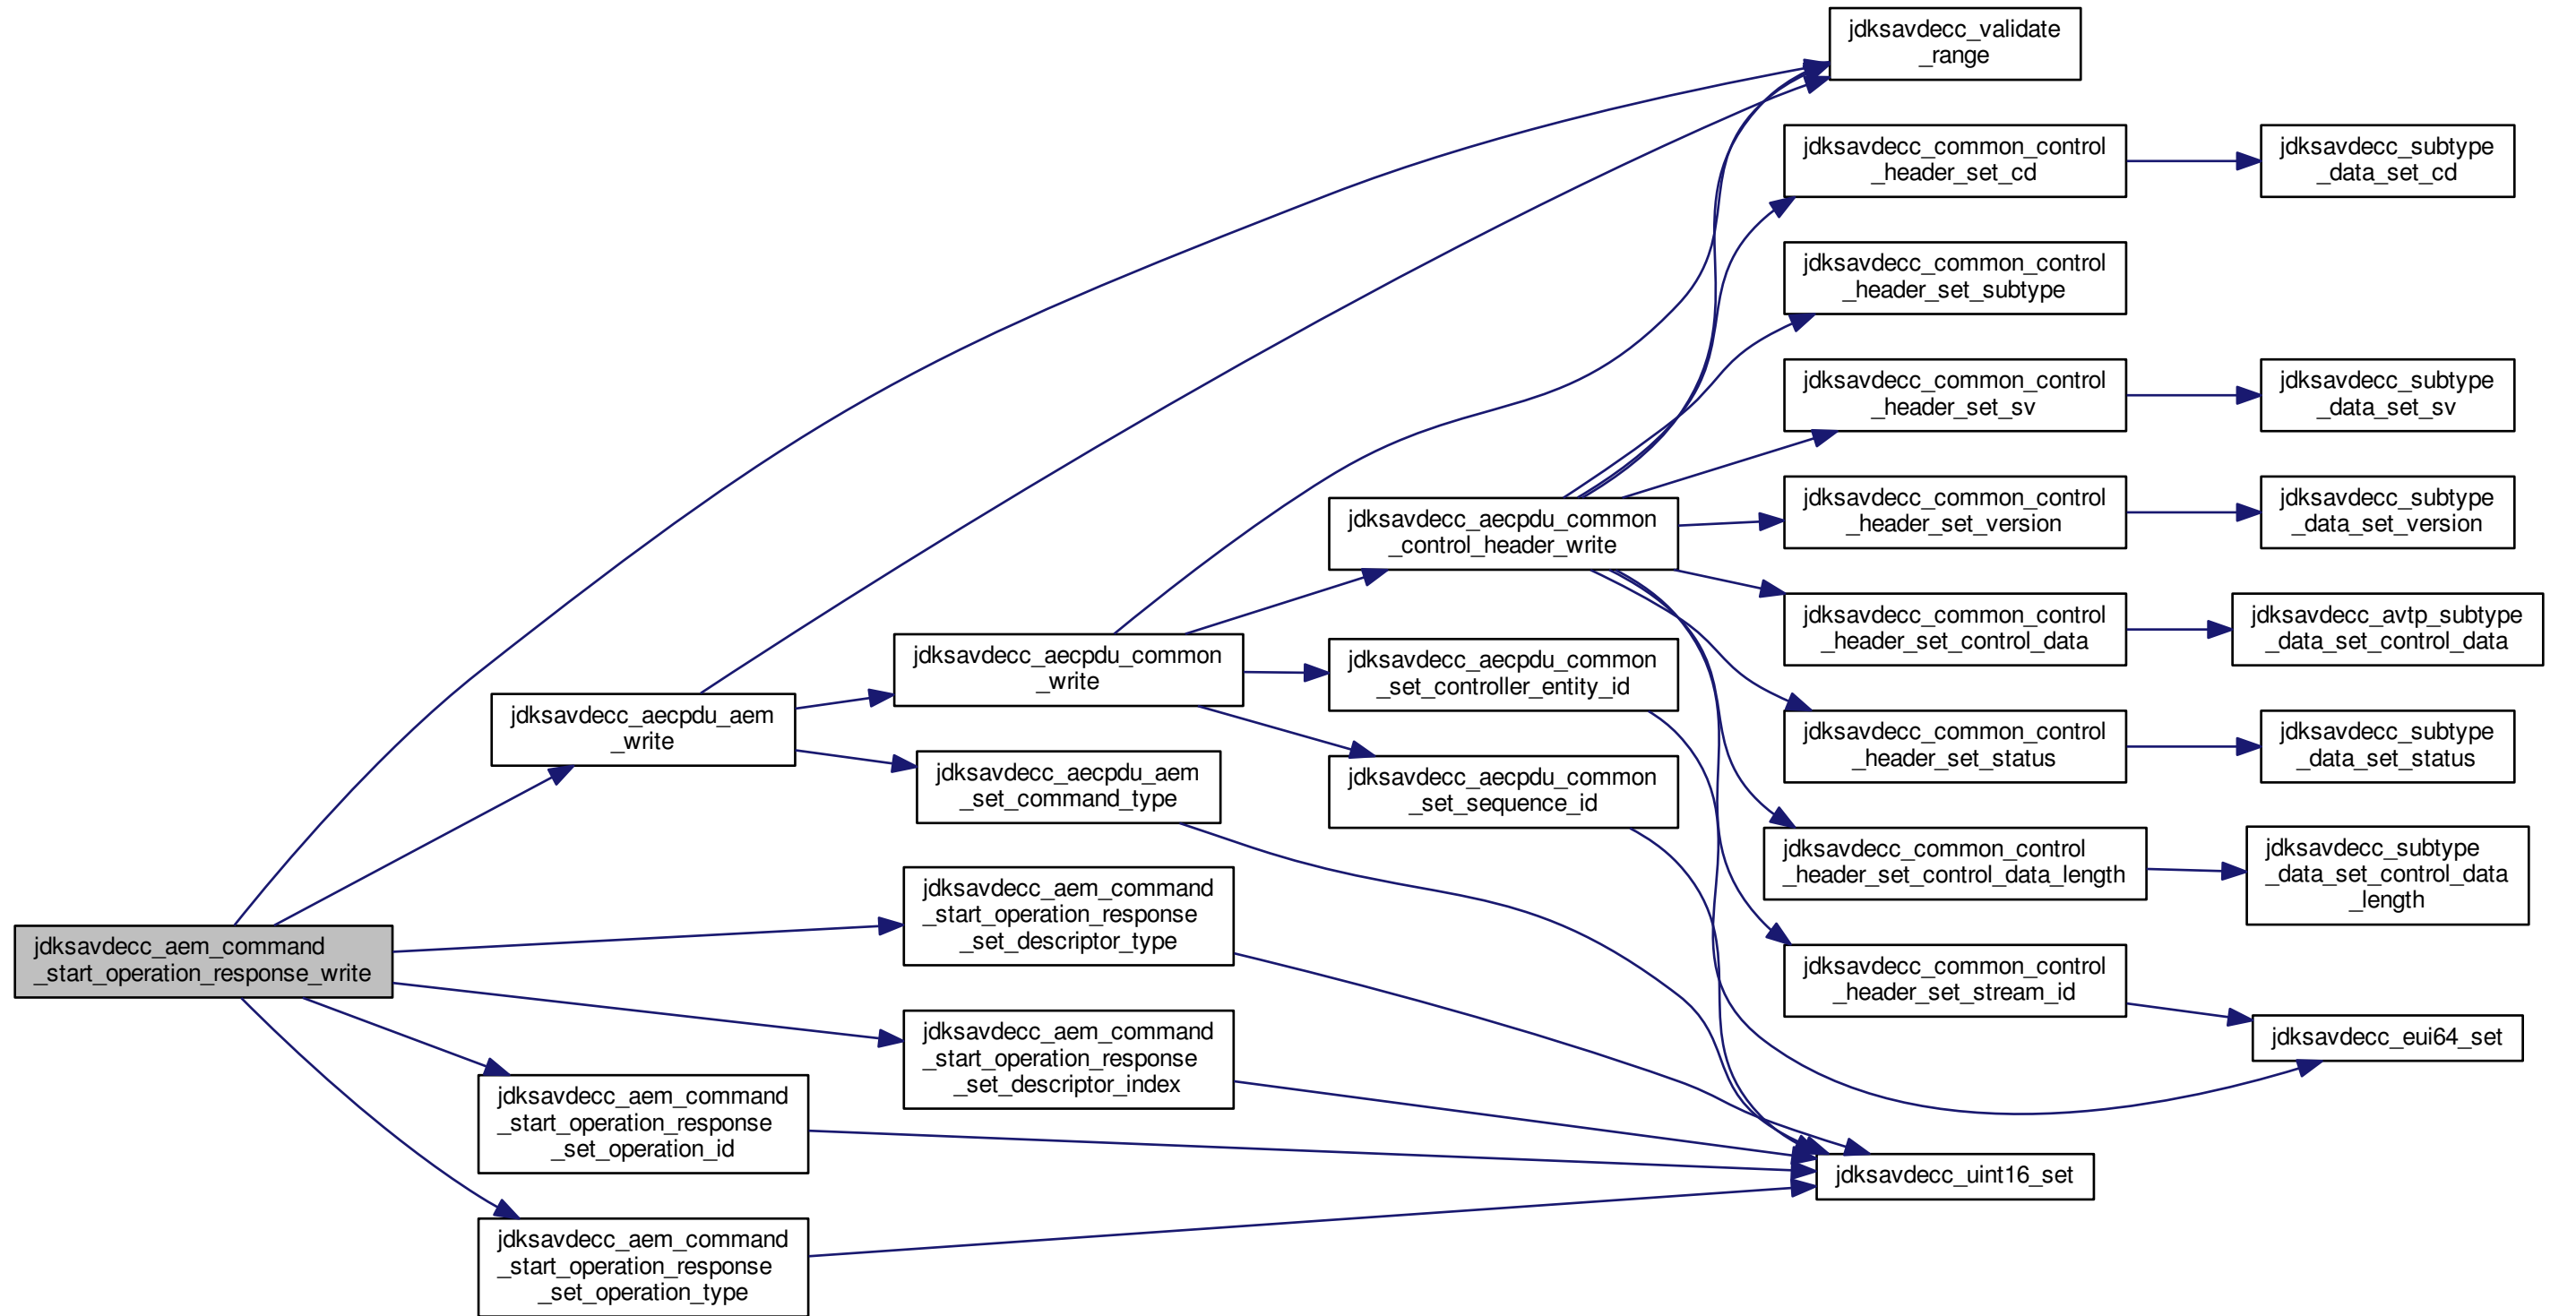 jdksavdecc_aem_command
_start_operation_response_write
jdksavdecc_aecpdu_aem
_write
jdksavdecc_aem_command
_start_operation_response
_set_operation_id
jdksavdecc_aem_command
_start_operation_response
_set_operation_type
jdksavdecc_aecpdu_common
_write
jdksavdecc_aecpdu_aem
_set_command_type
jdksavdecc_aem_command
_start_operation_response
_set_descriptor_type
jdksavdecc_aem_command
_start_operation_response
_set_descriptor_index
jdksavdecc_aecpdu_common
_control_header_write
jdksavdecc_aecpdu_common
_set_controller_entity_id
jdksavdecc_aecpdu_common
_set_sequence_id
jdksavdecc_validate
_range
jdksavdecc_common_control
_header_set_cd
jdksavdecc_common_control
_header_set_subtype
jdksavdecc_common_control
_header_set_sv
jdksavdecc_common_control
_header_set_version
jdksavdecc_common_control
_header_set_control_data
jdksavdecc_common_control
_header_set_status
jdksavdecc_common_control
_header_set_control_data_length
jdksavdecc_common_control
_header_set_stream_id
jdksavdecc_uint16_set
jdksavdecc_subtype
_data_set_cd
jdksavdecc_subtype
_data_set_sv
jdksavdecc_subtype
_data_set_version
jdksavdecc_avtp_subtype
_data_set_control_data
jdksavdecc_subtype
_data_set_status
jdksavdecc_subtype
_data_set_control_data
_length
jdksavdecc_eui64_set